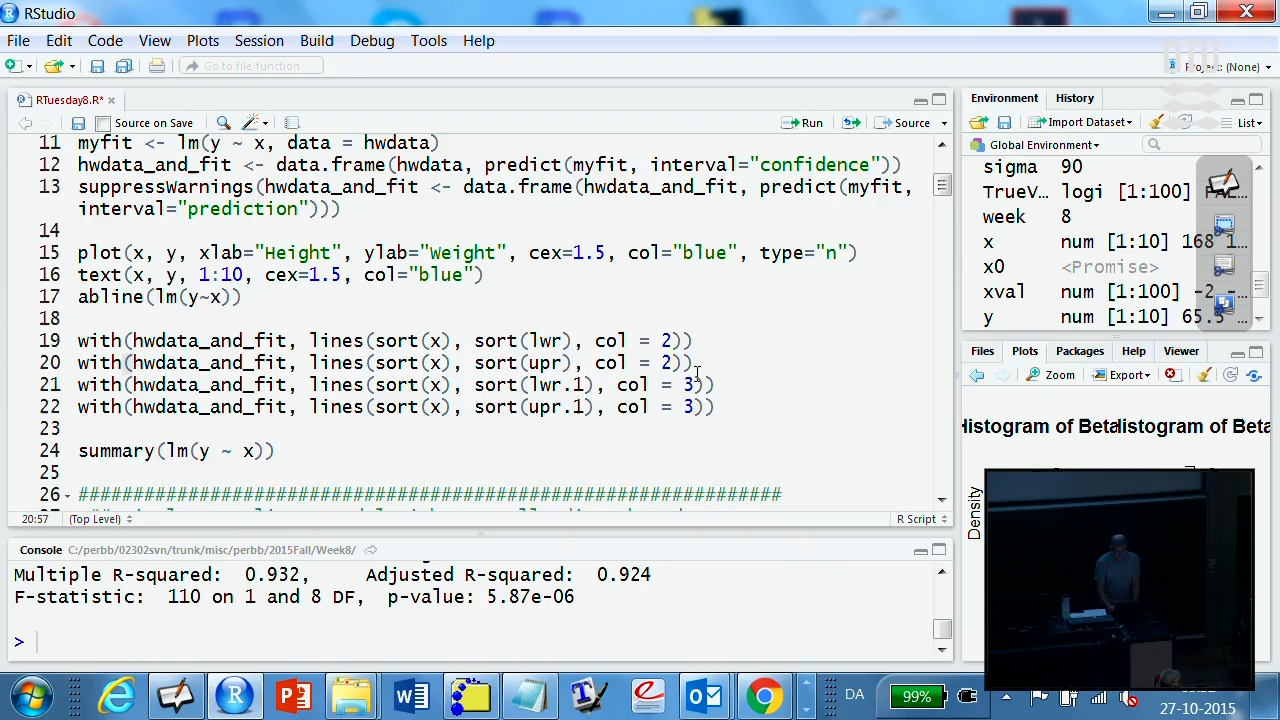 RStudio
File Edit Code View Plots Session Build Debug Tools Help
Go to file/function
Project: (None)
RTuesday8.R*
Source on Save
Run
Source
11 myfit <- lm(y ~ x, data = hwdata)
12 hwdata_and_fit <- data.frame(hwdata, predict(myfit, interval="confidence"))
13 suppressWarnings(hwdata_and_fit <- data.frame(hwdata_and_fit, predict(myfit,
interval="prediction")))
14
15 plot(x, y, xlab="Height", ylab="Weight", cex=1.5, col="blue", type="n")
16 text(x, y, 1:10, cex=1.5, col="blue")
17 abline(lm(y~x))
18
19 with(hwdata_and_fit, lines(sort(x), sort(lwr), col = 2))
20 with(hwdata_and_fit, lines(sort(x), sort(upr), col = 2))
21 with(hwdata_and_fit, lines(sort(x), sort(lwr.1), col = 3))
22 with(hwdata_and_fit, lines(sort(x), sort(upr.1), col = 3))
23
24 summary(lm(y ~ x))
25
26 ################################################################
20:57 (Top Level) R Script
Console C:/perbb/02302svn/trunk/misc/perbb/2015Fall/Week8/
Multiple R-squared: 0.932, Adjusted R-squared: 0.924
F-statistic: 110 on 1 and 8 DF, p-value: 5.87e-06
>
Environment History
Import Dataset List
Global Environment
sigma 90
TrueV… logi [1:100]
week 8
x num [1:10] 168 1…
x0 <Promise>
xval num [1:100] -2 -…
y num [1:10] 65.5
Files Plots Packages Help Viewer
Zoom Export
Histogram of Beta Histogram of Beta
Density
DA 99%
27-10-2015